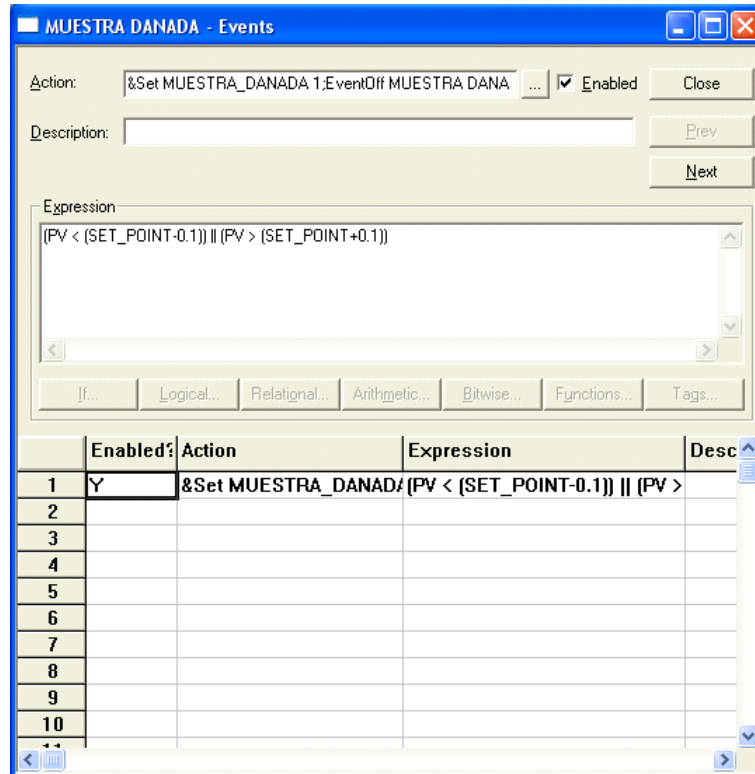 MUESTRA DANADA - Events
Action: &Set MUESTRA_DANADA 1;EventOff MUESTRA DANA ... Enabled Close
Description: Prev
Next
Expression
(PV < (SET_POINT-0.1)) || (PV > (SET_POINT+0.1))
If... Logical... Relational... Arithmetic... Bitwise... Functions... Tags...
Enabled? Action Expression Desc
1 Y &Set MUESTRA_DANADA (PV < (SET_POINT-0.1)) || (PV >
2
3
4
5
6
7
8
9
10
11